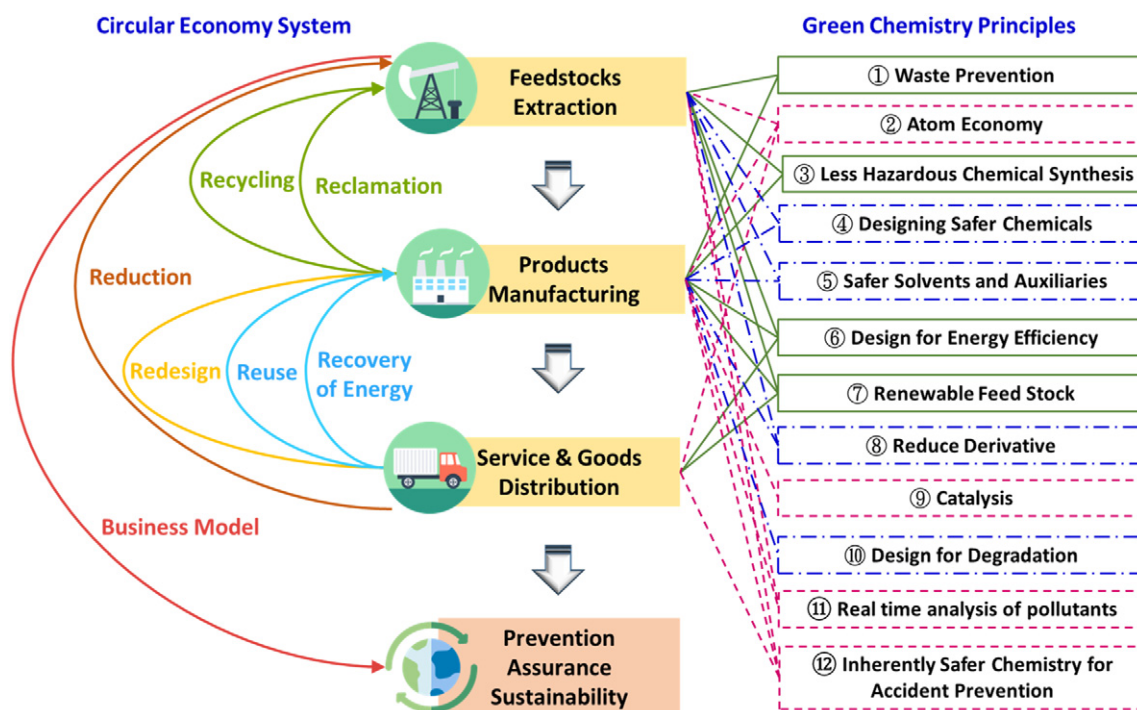 Circular Economy System
Green Chemistry Principles
Feedstocks
Extraction
Recycling
Reclamation
Reduction
Products
Manufacturing
Redesign
Reuse
Recovery
of Energy
Service & Goods
Distribution
Business Model
Prevention
Assurance
Sustainability
① Waste Prevention
② Atom Economy
③ Less Hazardous Chemical Synthesis
④ Designing Safer Chemicals
⑤ Safer Solvents and Auxiliaries
⑥ Design for Energy Efficiency
⑦ Renewable Feed Stock
⑧ Reduce Derivative
⑨ Catalysis
⑩ Design for Degradation
⑪ Real time analysis of pollutants
⑫ Inherently Safer Chemistry for
Accident Prevention